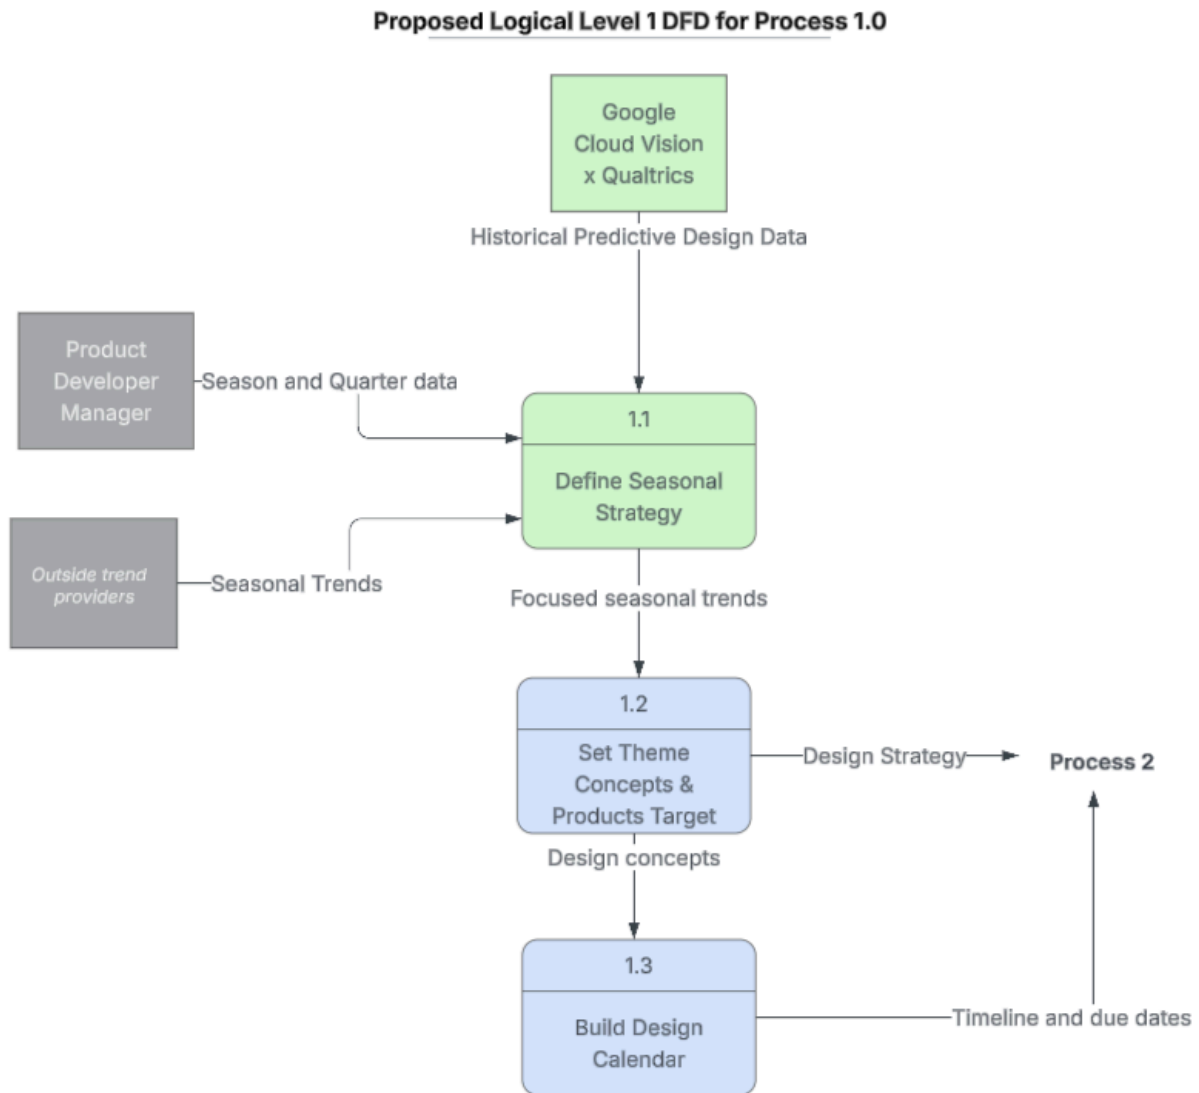 Proposed Logical Level 1 DFD for Process 1.0
Google
Cloud Vision
x Qualtrics
Historical Predictive Design Data
Product
Developer
Manager
Season and Quarter data
1.1
Define Seasonal
Strategy
Outside trend
providers
Seasonal Trends
Focused seasonal trends
1.2
Set Theme
Concepts &
Products Target
Design Strategy
Process 2
Design concepts
1.3
Build Design
Calendar
Timeline and due dates